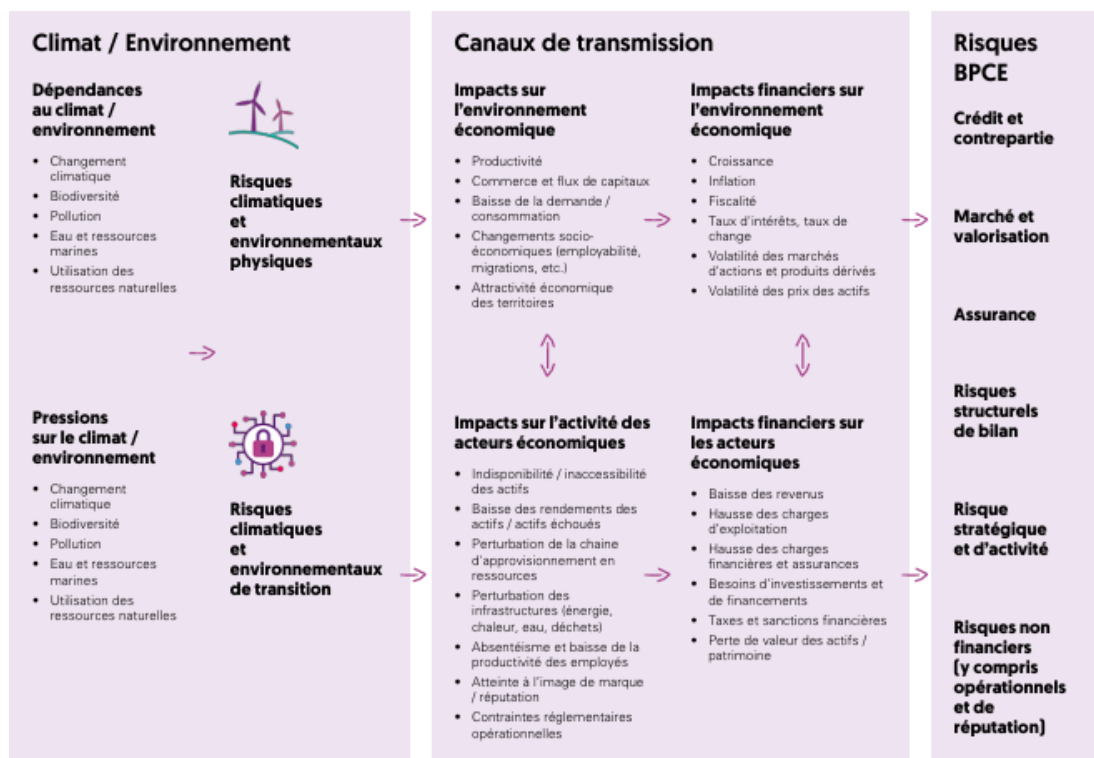 Climat / Environnement
Dépendances
au climat /
environnement
• Changement
climatique
• Biodiversité
• Pollution
• Eau et ressources
marines
• Utilisation des
ressources naturelles
Risques
climatiques
et
environnementaux
physiques
Pressions
sur le climat /
environnement
• Changement
climatique
• Biodiversité
• Pollution
• Eau et ressources
marines
• Utilisation des
ressources naturelles
Risques
climatiques
et
environnementaux
de transition
Canaux de transmission
Impacts sur
l'environnement
économique
• Productivité
• Commerce et flux de capitaux
• Baisse de la demande /
consommation
• Changements socio-
économiques (employabilité,
migrations, etc.)
• Attractivité économique
des territoires
Impacts financiers sur
l'environnement
économique
• Croissance
• Inflation
• Fiscalité
• Taux d'intérêts, taux de
change
• Volatilité des marchés
d'actions et produits dérivés
• Volatilité des prix des actifs
Impacts sur l'activité des
acteurs économiques
• Indisponibilité / inaccessibilité
des actifs
• Baisse des rendements des
actifs / actifs échoués
• Perturbation de la chaine
d'approvisionnement en
ressources
• Perturbation des
infrastructures (énergie,
chaleur, eau, déchets)
• Absentéisme et baisse de la
productivité des employés
• Atteinte à l'image de marque
/ réputation
• Contraintes réglementaires
opérationnelles
Impacts financiers sur
les acteurs
économiques
• Baisse des revenus
• Hausse des charges
d'exploitation
• Hausse des charges
financières et assurances
• Besoins d'investissements et
de financements
• Taxes et sanctions financières
• Perte de valeur des actifs /
patrimoine
Risques
BPCE
Crédit et
contrepartie
Marché et
valorisation
Assurance
Risques
structurels
de bilan
Risque
stratégique
et d'activité
Risques non
financiers
(y compris
opérationnels
et de
réputation)